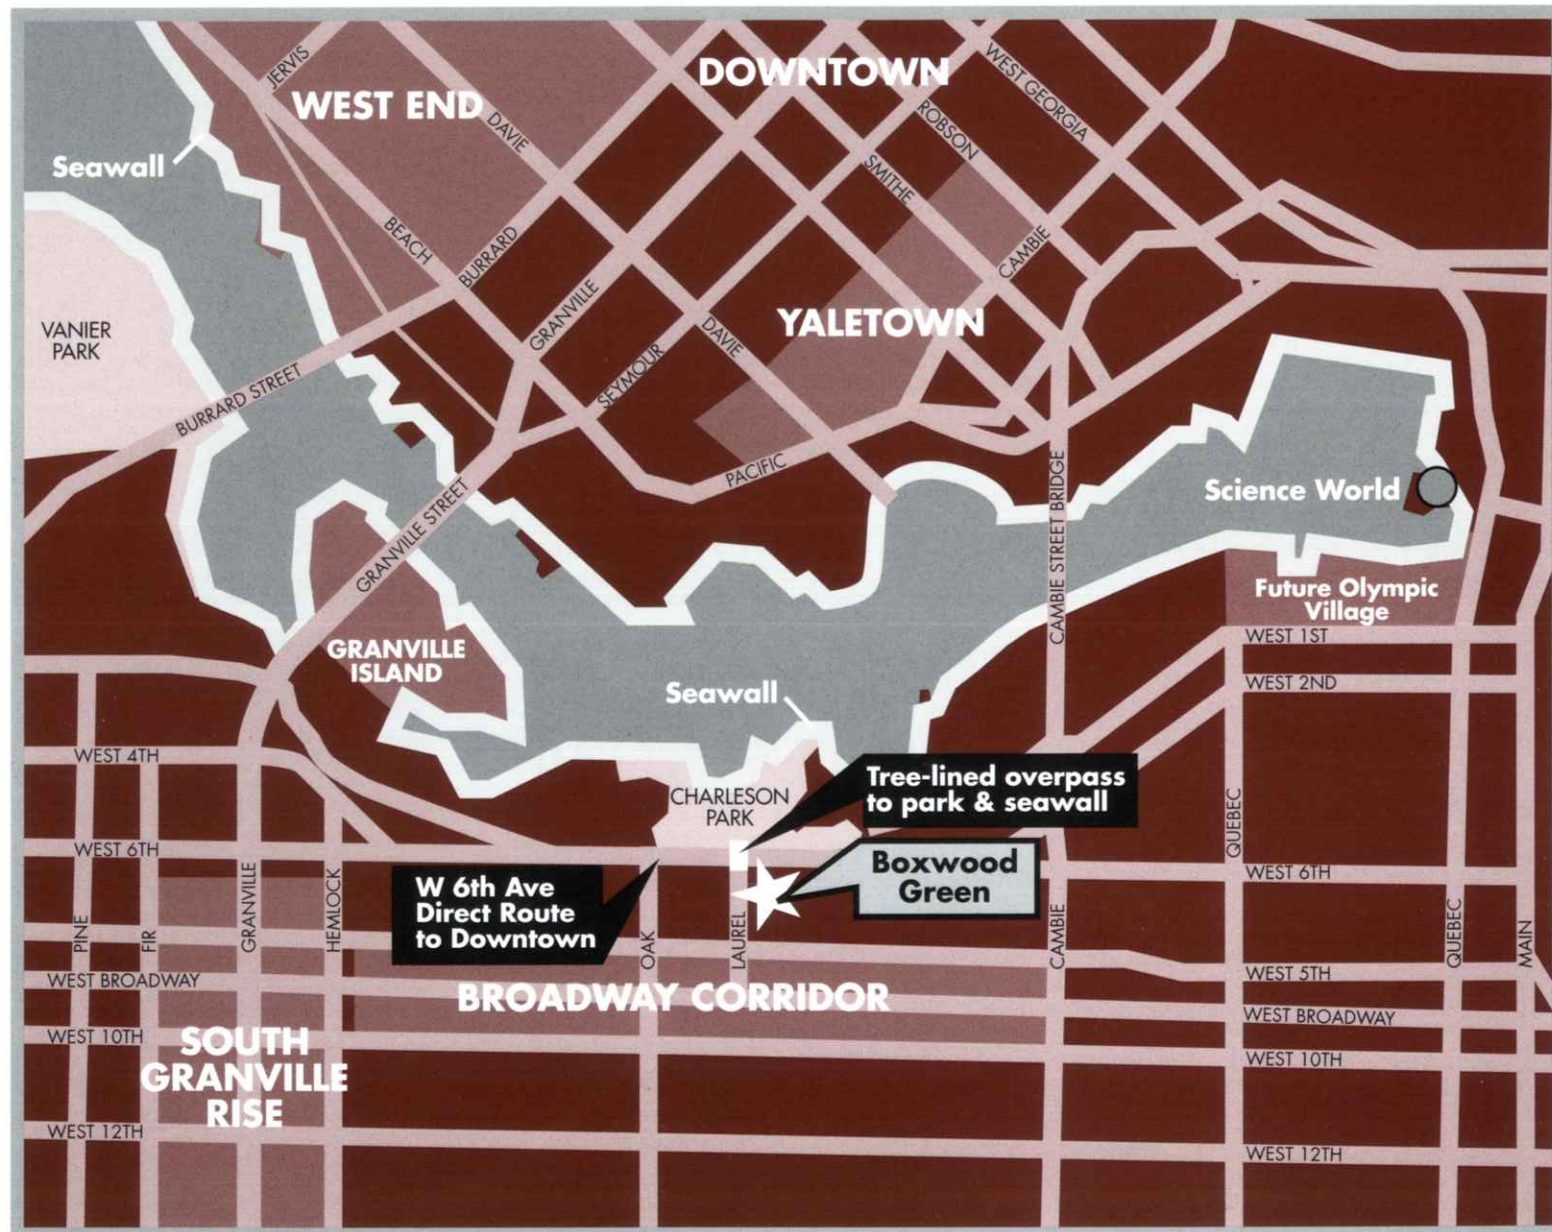 DOWNTOWN
JERVIS
WEST END
DAVIE
WEST GEORGIA
ROBSON
SMITHE
Seawall
BEACH
BURRARD
CAMBIE
GRANVILLE
YALETOWN
DAVIE
SEYMOUR
VANIER
PARK
BURRARD STREET
PACIFIC
CAMBIE STREET BRIDGE
Science World
GRANVILLE STREET
Future Olympic
Village
WEST 1ST
GRANVILLE
ISLAND
Seawall
WEST 2ND
WEST 4TH
Tree-lined overpass
to park & seawall
CHARLESON
PARK
QUEBEC
WEST 6TH
Boxwood
Green
WEST 6TH
W 6th Ave
Direct Route
to Downtown
PINE
FIR
GRANVILLE
HEMLOCK
OAK
LAUREL
CAMBIE
QUEBEC
MAIN
WEST 5TH
WEST BROADWAY
BROADWAY CORRIDOR
WEST BROADWAY
WEST 10TH
SOUTH
GRANVILLE
RISE
WEST 10TH
WEST 12TH
WEST 12TH